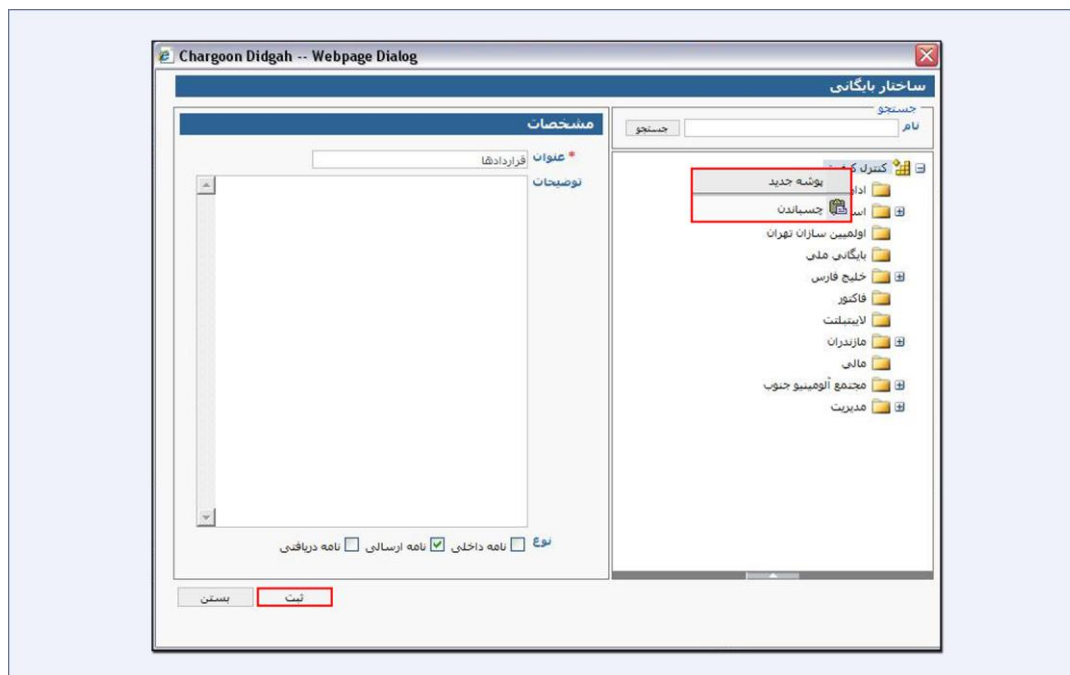 Chargoon Didgah -- Webpage Dialog
ساختار بایگانی
جستجو
نام
جستجو
کنترل
پوشه جدید
چسباندن
اولمپین سازان تهران
بایگانی ملی
خلیج فارس
فاکتور
لایبتبلنت
مازندران
مالی
مجتمع آلومینیو جنوب
مدیریت
مشخصات
* عنوان قراردادها
توضیحات
نوع نامه داخلی نامه ارسالی نامه دریافتی
ثبت بستن